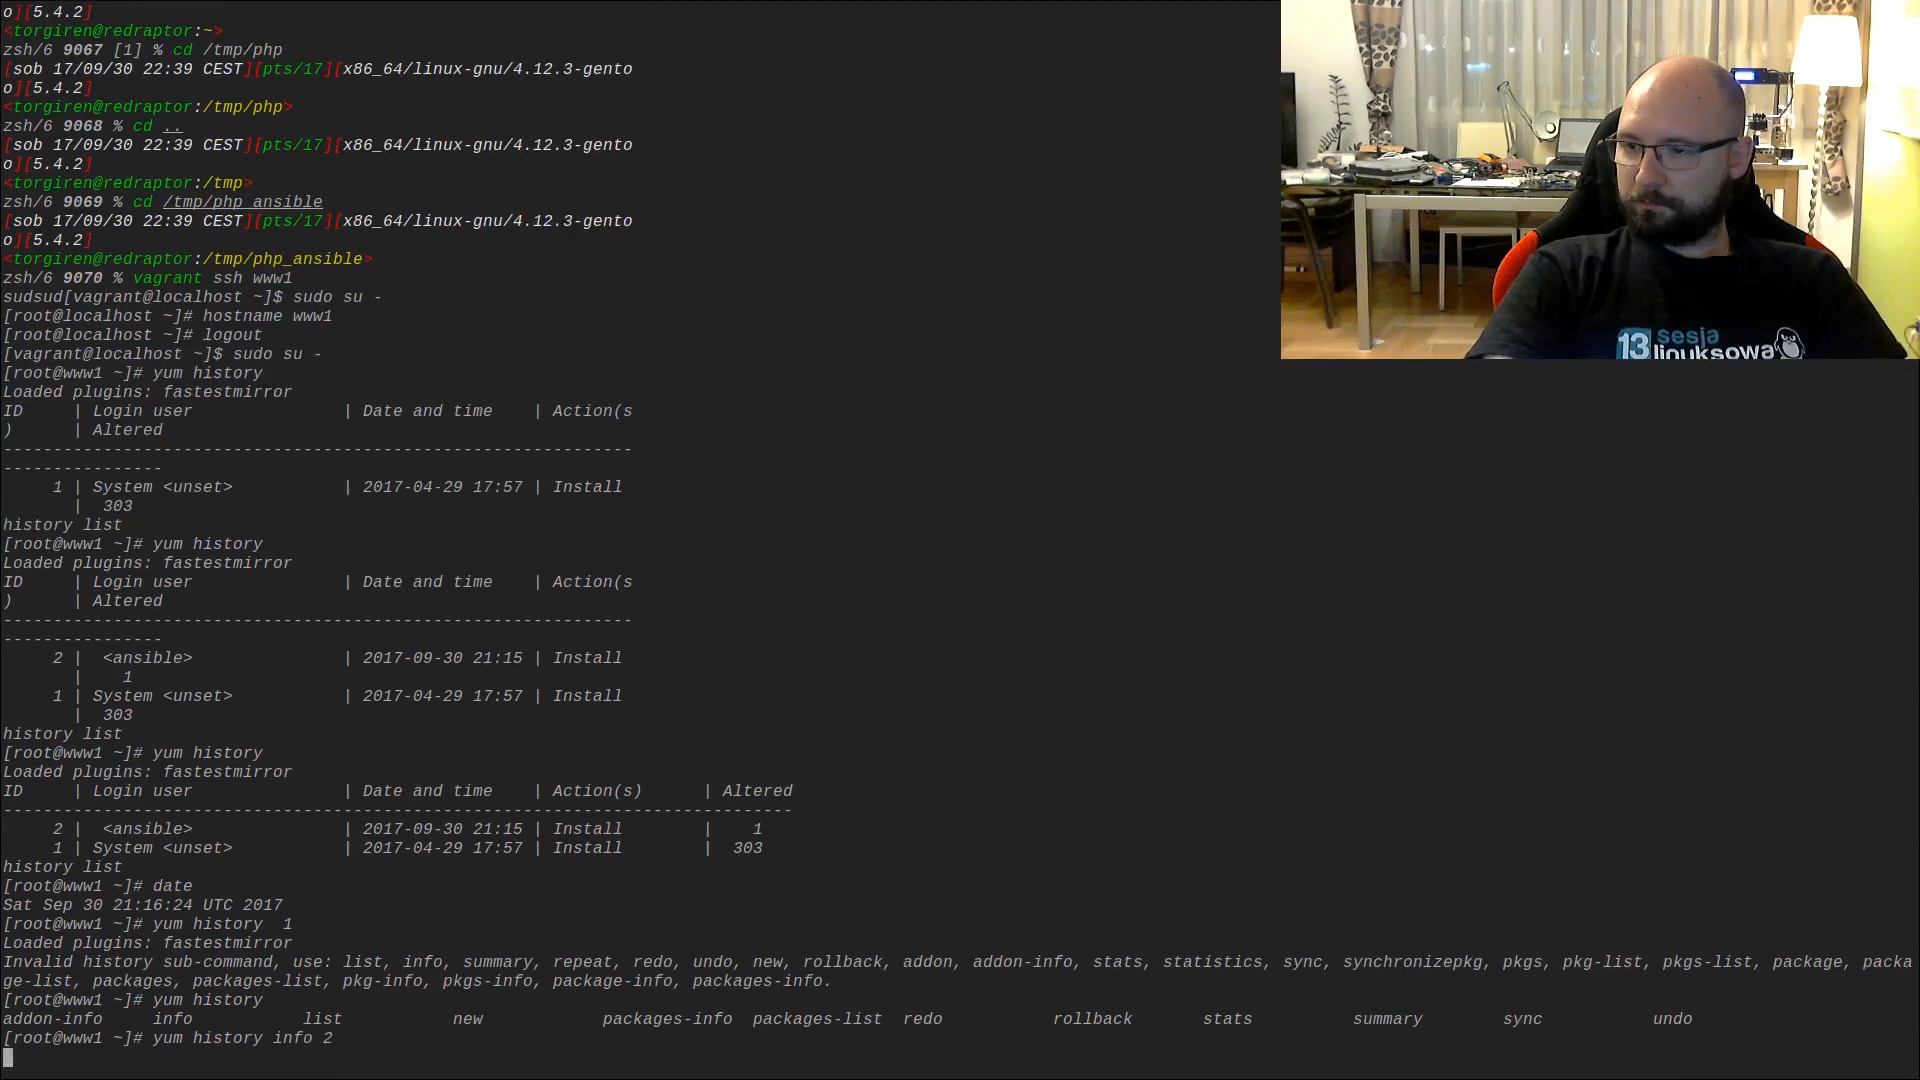 o][5.4.2]
<torgiren@redraptor:~>
zsh/6 9067 [1] % cd /tmp/php
[sob 17/09/30 22:39 CEST][pts/17][x86_64/linux-gnu/4.12.3-gento
o][5.4.2]
<torgiren@redraptor:/tmp/php>
zsh/6 9068 % cd ..
[sob 17/09/30 22:39 CEST][pts/17][x86_64/linux-gnu/4.12.3-gento
o][5.4.2]
<torgiren@redraptor:/tmp>
zsh/6 9069 % cd /tmp/php_ansible
[sob 17/09/30 22:39 CEST][pts/17][x86_64/linux-gnu/4.12.3-gento
o][5.4.2]
<torgiren@redraptor:/tmp/php_ansible>
zsh/6 9070 % vagrant ssh www1
sudsud[vagrant@localhost ~]$ sudo su -
[root@localhost ~]# hostname www1
[root@localhost ~]# logout
[vagrant@localhost ~]$ sudo su -
[root@www1 ~]# yum history
Loaded plugins: fastestmirror
ID     | Login user               | Date and time    | Action(s
)      | Altered
---------------------------------------------------------------
----------------
     1 | System <unset>           | 2017-04-29 17:57 | Install
       |  303
history list
[root@www1 ~]# yum history
Loaded plugins: fastestmirror
ID     | Login user               | Date and time    | Action(s
)      | Altered
---------------------------------------------------------------
----------------
     2 |  <ansible>               | 2017-09-30 21:15 | Install
       |    1
     1 | System <unset>           | 2017-04-29 17:57 | Install
       |  303
history list
[root@www1 ~]# yum history
Loaded plugins: fastestmirror
ID     | Login user               | Date and time    | Action(s)      | Altered
-------------------------------------------------------------------------------
     2 |  <ansible>               | 2017-09-30 21:15 | Install        |    1
     1 | System <unset>           | 2017-04-29 17:57 | Install        |  303
history list
[root@www1 ~]# date
Sat Sep 30 21:16:24 UTC 2017
[root@www1 ~]# yum history  1
Loaded plugins: fastestmirror
Invalid history sub-command, use: list, info, summary, repeat, redo, undo, new, rollback, addon, addon-info, stats, statistics, sync, synchronizepkg, pkgs, pkg-list, pkgs-list, package, packa
ge-list, packages, packages-list, pkg-info, pkgs-info, package-info, packages-info.
[root@www1 ~]# yum history
addon-info     info           list           new            packages-info  packages-list  redo           rollback       stats          summary        sync           undo
[root@www1 ~]# yum history info 2
13 sesja
linuksowa